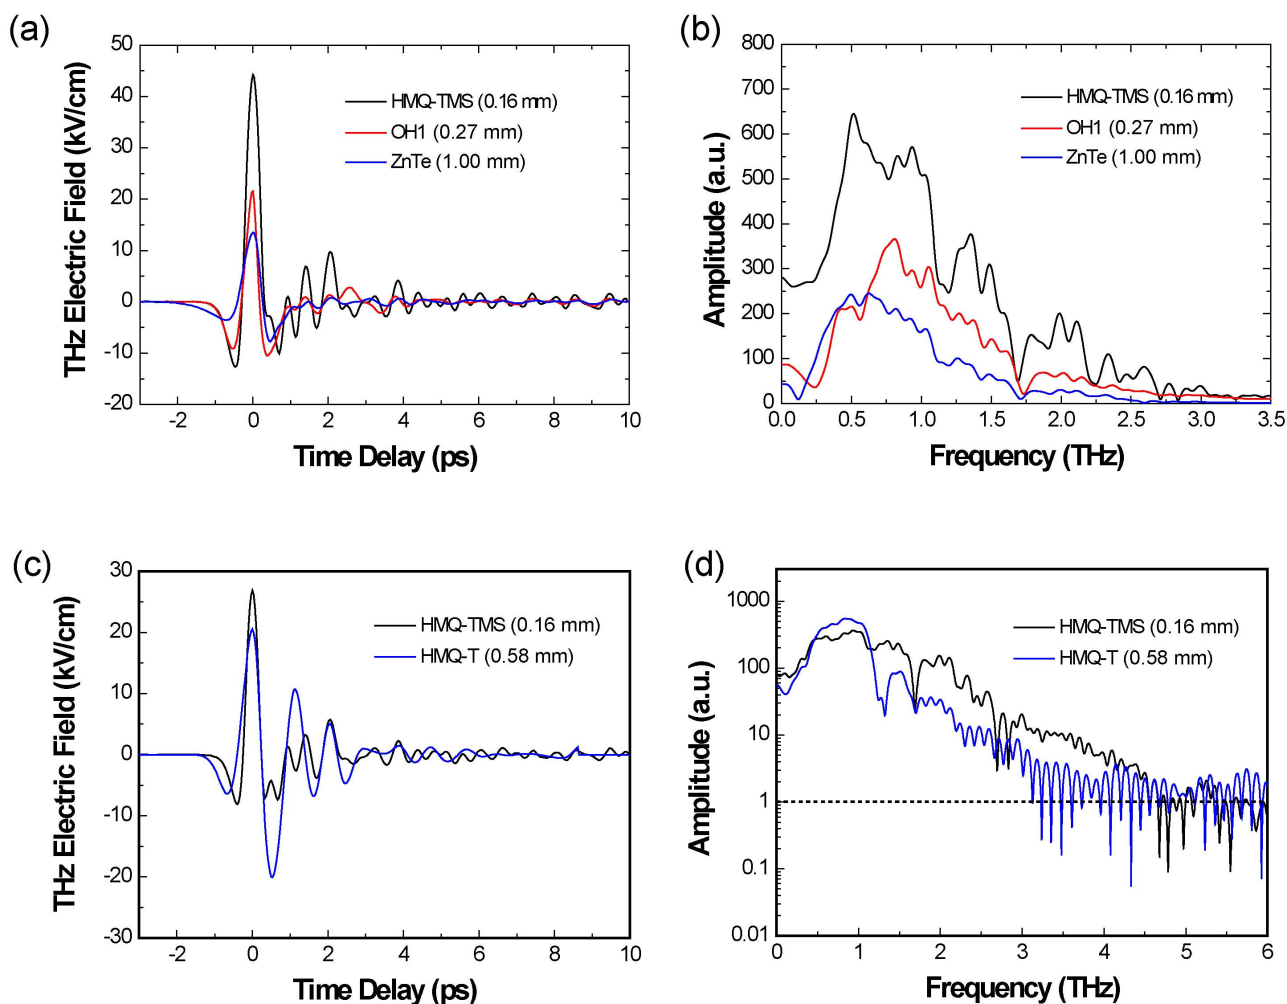 (a)
50
40
30
20
10
0
-10
-20
THz Electric Field (kV/cm)
HMQ-TMS (0.16 mm)
OH1 (0.27 mm)
ZnTe (1.00 mm)
-2 0 2 4 6 8 10
Time Delay (ps)
(b)
800
700
600
500
400
300
200
100
0
Amplitude (a.u.)
HMQ-TMS (0.16 mm)
OH1 (0.27 mm)
ZnTe (1.00 mm)
0.0 0.5 1.0 1.5 2.0 2.5 3.0 3.5
Frequency (THz)
(c)
30
20
10
0
-10
-20
-30
THz Electric Field (kV/cm)
HMQ-TMS (0.16 mm)
HMQ-T (0.58 mm)
-2 0 2 4 6 8 10
Time Delay (ps)
(d)
1000
100
10
1
0.1
0.01
Amplitude (a.u.)
HMQ-TMS (0.16 mm)
HMQ-T (0.58 mm)
0 1 2 3 4 5 6
Frequency (THz)